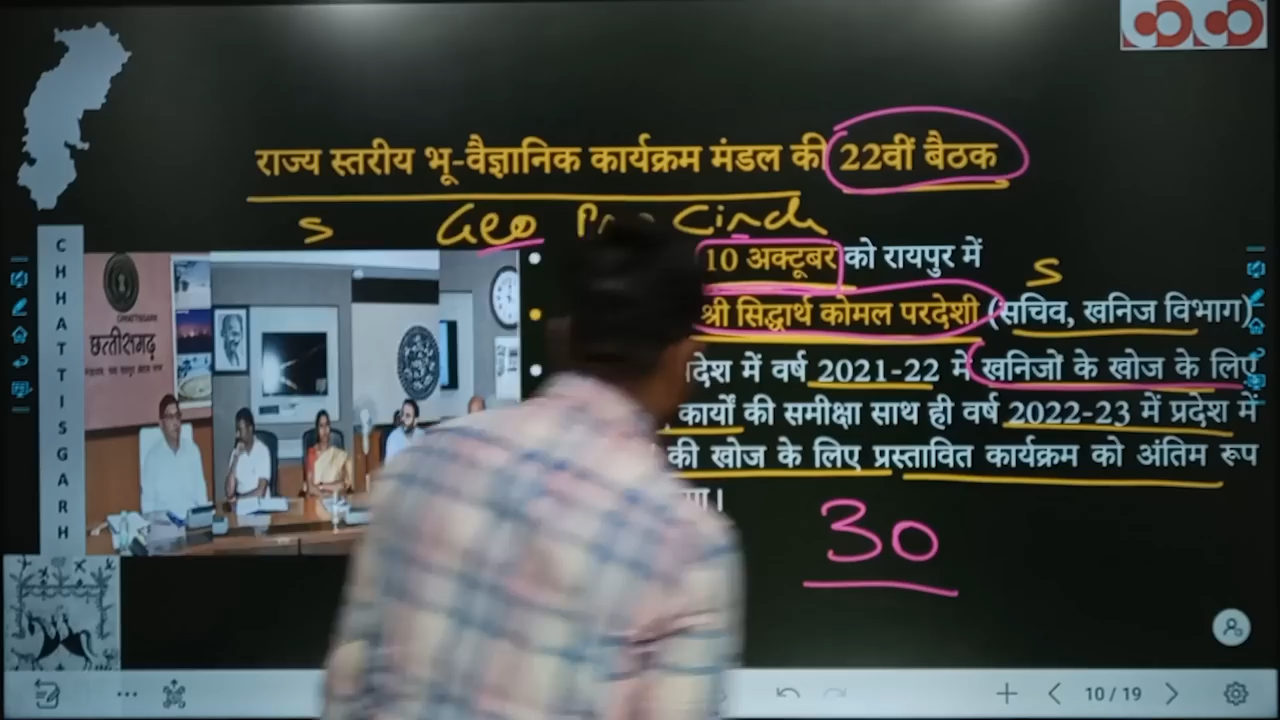 राज्य स्तरीय भू-वैज्ञानिक कार्यक्रम मंडल की 22वीं बैठक
S Geo Circle
10 अक्टूबर को रायपुर में
S
श्री सिद्धार्थ कोमल परदेशी (सचिव, खनिज विभाग)
में वर्ष 2021-22 में खनिजों के खोज के लिए
कार्यों की समीक्षा साथ ही वर्ष 2022-23 में प्रदेश में
की खोज के लिए प्रस्तावित कार्यक्रम को अंतिम रूप
30
CHHATTISGARH
छत्तीसगढ़
10 / 19